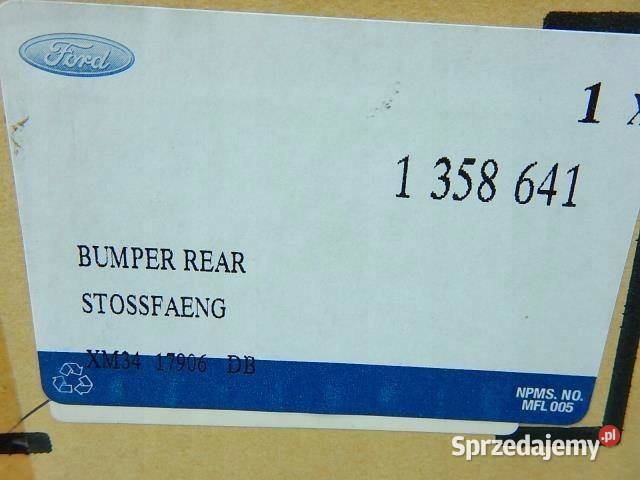 Ford
1 X
1 358 641
BUMPER REAR
STOSSFAENG
XM34 17906 DB
NPMS. NO.
MFL 005
Sprzedajemy.pl